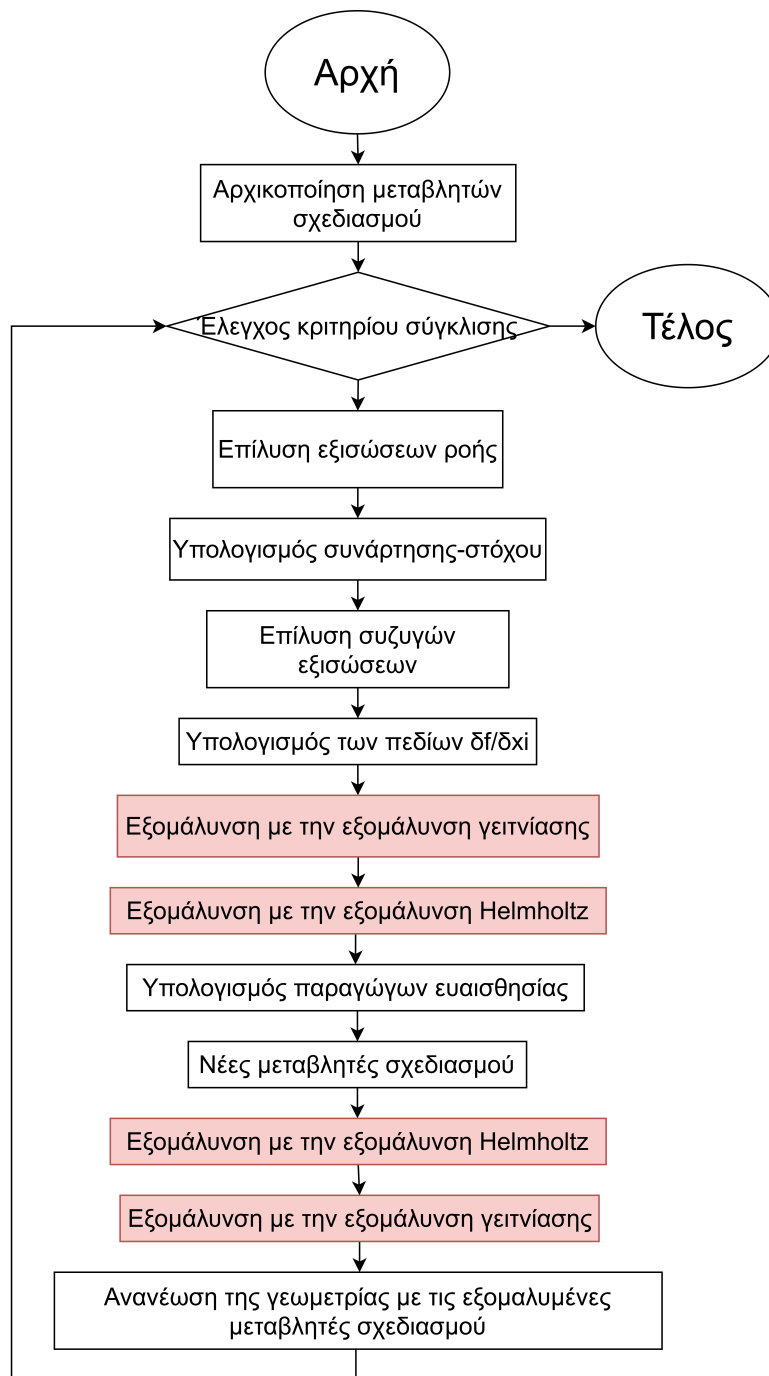 Αρχή
Αρχικοποίηση μεταβλητών
σχεδιασμού
Έλεγχος κριτηρίου σύγκλισης
Τέλος
Επίλυση εξισώσεων ροής
Υπολογισμός συνάρτησης-στόχου
Επίλυση συζυγών
εξισώσεων
Υπολογισμός των πεδίων δf/δxi
Εξομάλυνση με την εξομάλυνση γειτνίασης
Εξομάλυνση με την εξομάλυνση Helmholtz
Υπολογισμός παραγώγων ευαισθησίας
Νέες μεταβλητές σχεδιασμού
Εξομάλυνση με την εξομάλυνση Helmholtz
Εξομάλυνση με την εξομάλυνση γειτνίασης
Ανανέωση της γεωμετρίας με τις εξομαλυμένες
μεταβλητές σχεδιασμού